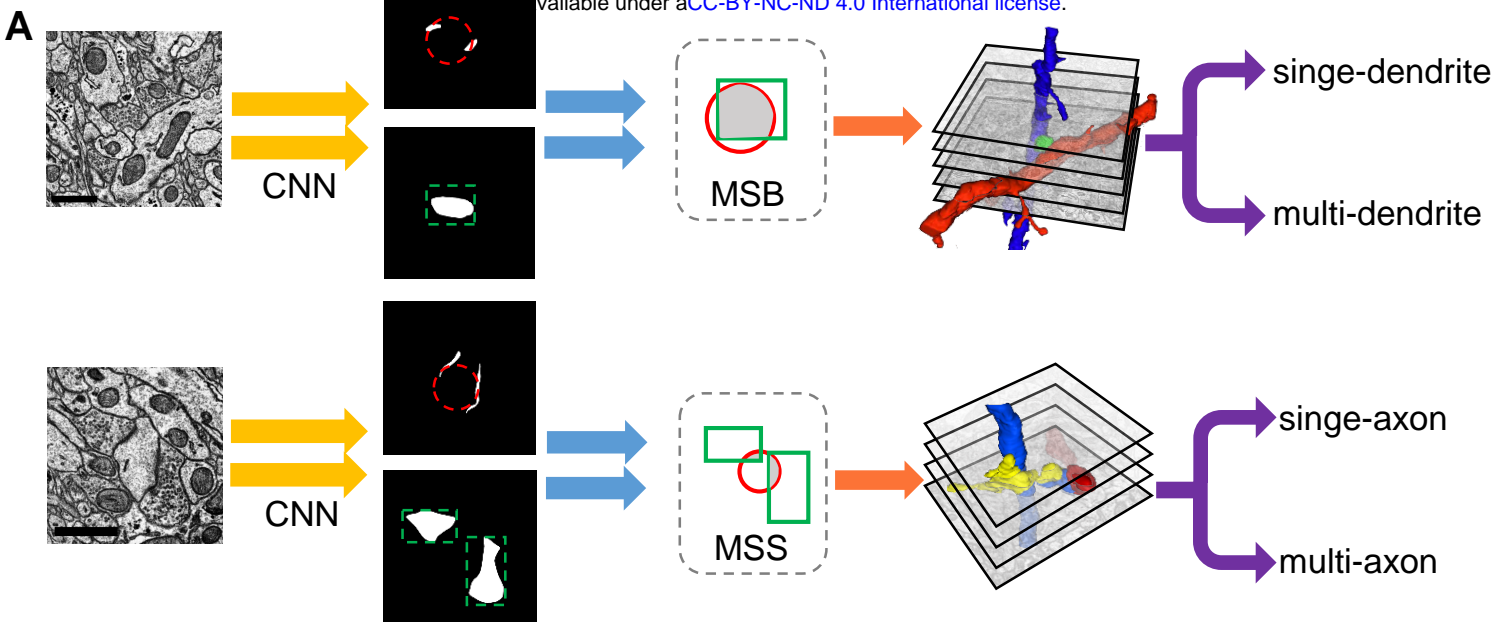 vailable under aCC-BY-NC-ND 4.0 International license.
A
CNN
MSB
singe-dendrite
multi-dendrite
CNN
MSS
singe-axon
multi-axon